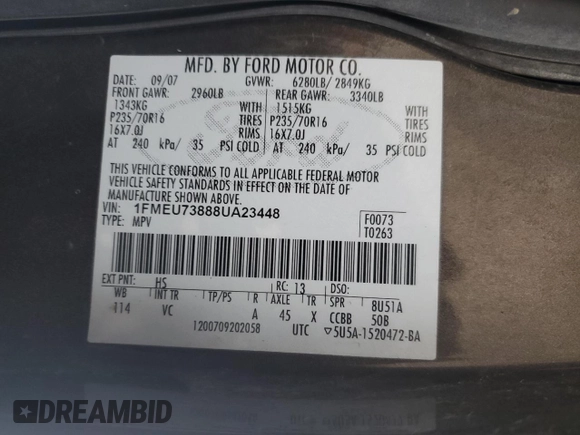 MFD. BY FORD MOTOR CO.
DATE: 09/07 GVWR: 6280LB/ 2849KG
FRONT GAWR: 2960LB REAR GAWR: 3340LB
1343KG WITH 1515KG WITH
P235/70R16 TIRES P235/70R16 TIRES
16X7.0J RIMS 16X7.0J RIMS
AT 240 kPa/ 35 PSI COLD AT 240 kPa/ 35 PSI COLD
THIS VEHICLE CONFORMS TO ALL APPLICABLE FEDERAL MOTOR
VEHICLE SAFETY STANDARDS IN EFFECT ON THE DATE OF
MANUFACTURE SHOWN ABOVE.
VIN: 1FMEU73888UA23448 F0073
TYPE: MPV T0263
EXT PNT: HS RC: 13 DSO:
WB INT TR TP/PS R AXLE TR SPR 8U51A
114 VC A 45 X CCBB 50B
1200709202058 UTC ▽5U5A-1520472-BA
DREAMBID